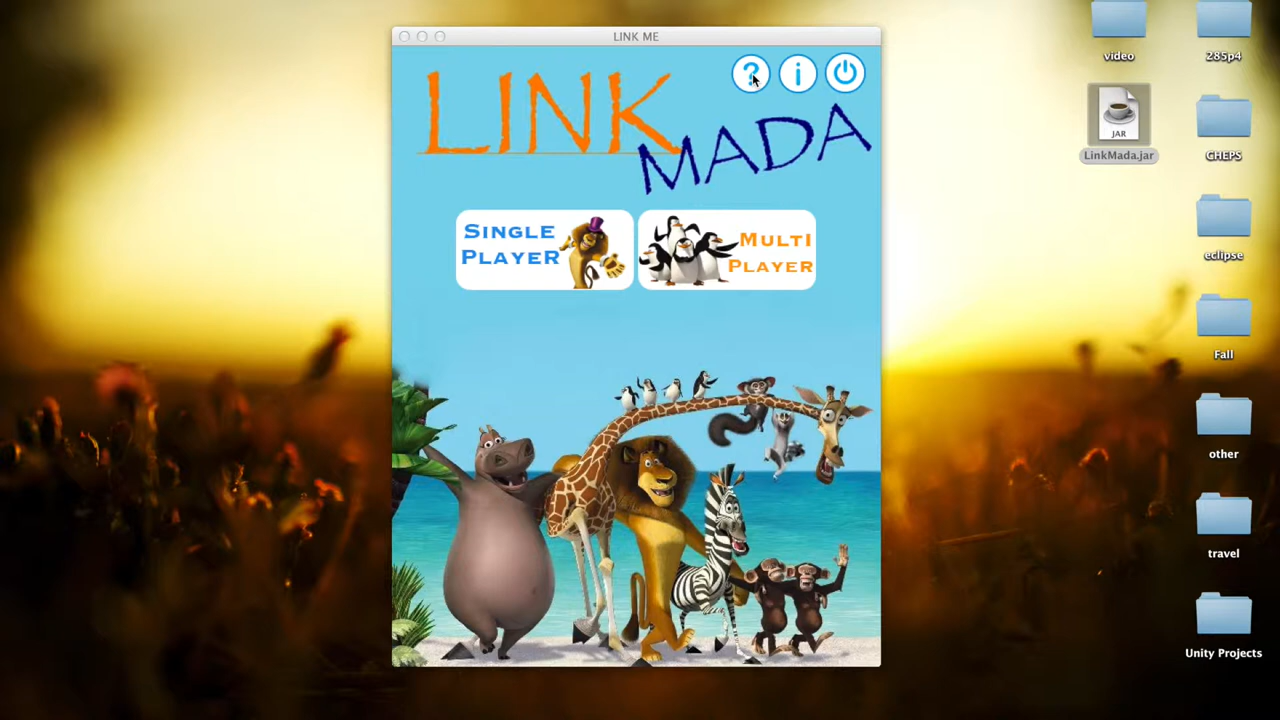 LINK ME
LINK
MADA
?
i
SINGLE
PLAYER
MULTI
PLAYER
video
285p4
JAR
LinkMada.jar
CHEPS
eclipse
Fall
other
travel
Unity Projects